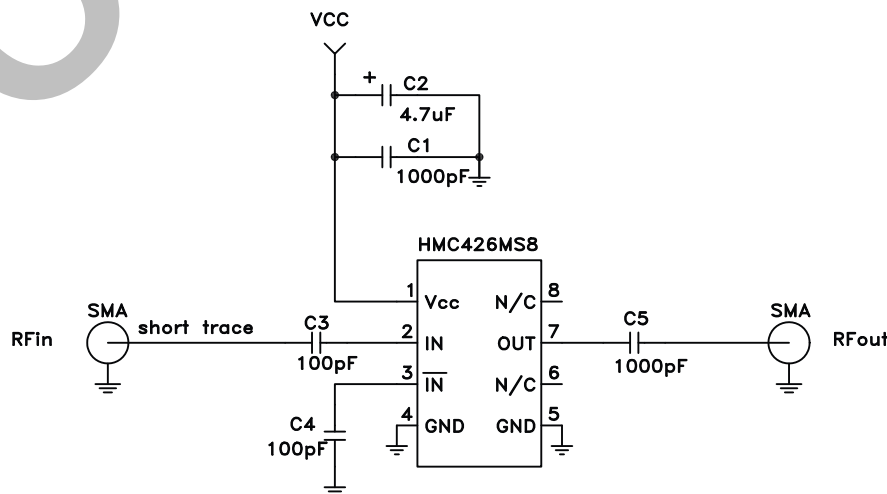 VCC
+
C2
4.7uF
C1
1000pF
HMC426MS8
1 Vcc N/C 8
SMA
RFin
short trace
C3
100pF
2 IN OUT 7
C5
1000pF
SMA
RFout
3 IN N/C 6
C4
100pF
4 GND GND 5